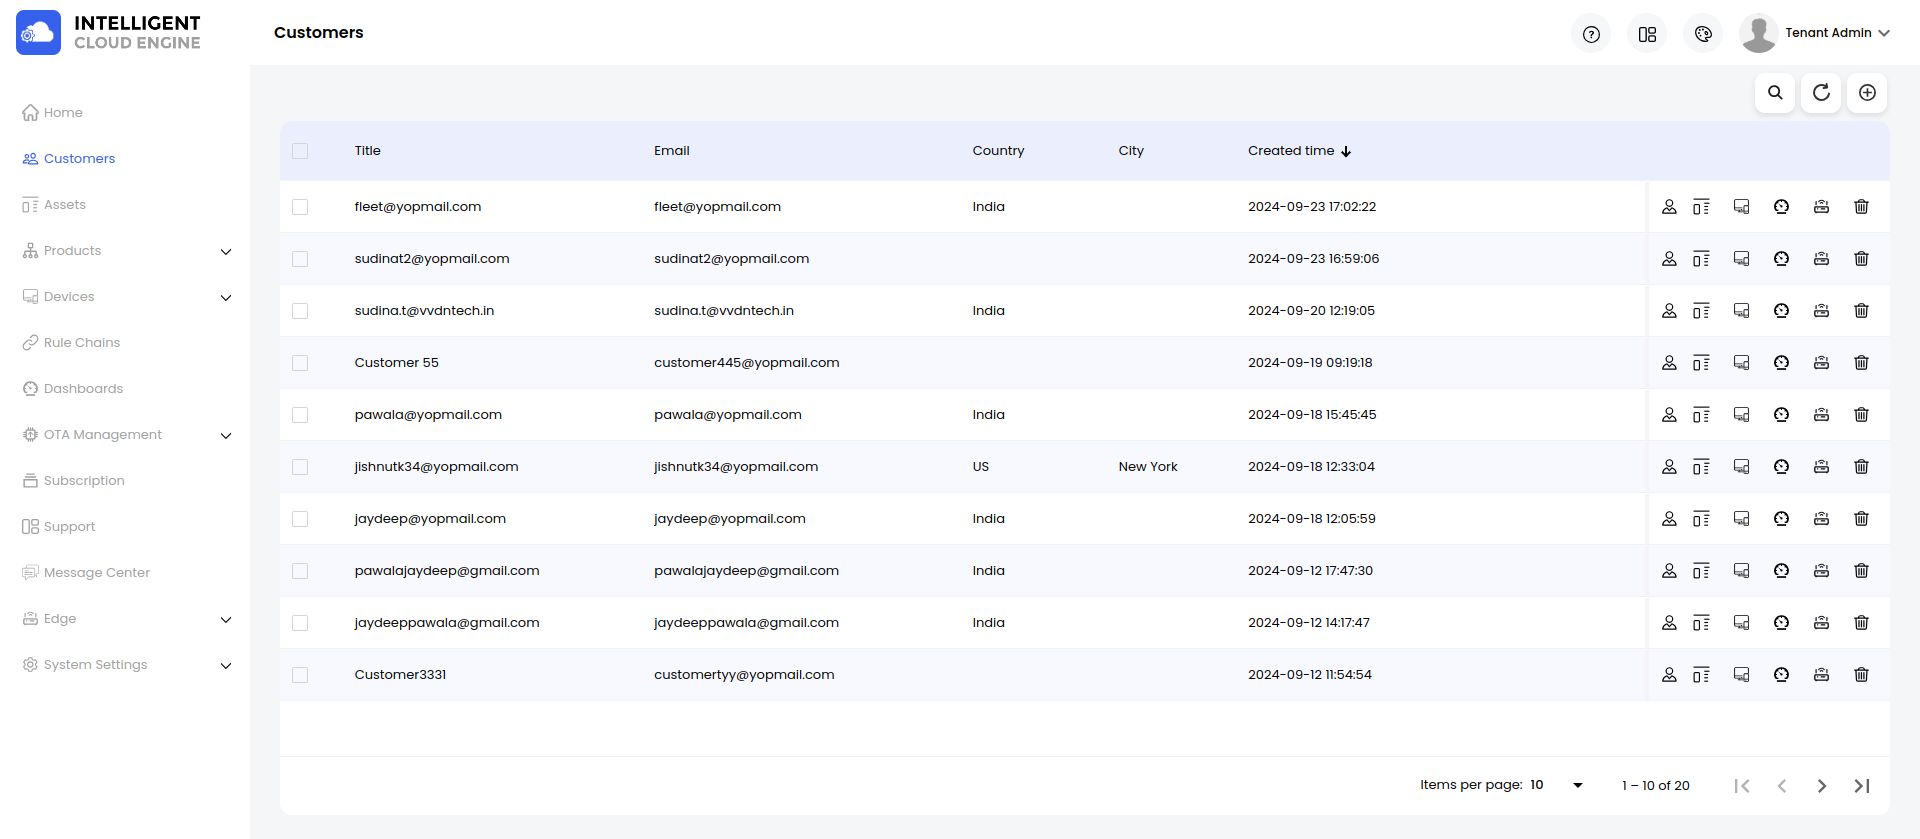 INTELLIGENT
CLOUD ENGINE
Customers
Tenant Admin
Home
Customers
Assets
Products
Devices
Rule Chains
Dashboards
OTA Management
Subscription
Support
Message Center
Edge
System Settings
Title Email Country City Created time
fleet@yopmail.com fleet@yopmail.com India 2024-09-23 17:02:22
sudinat2@yopmail.com sudinat2@yopmail.com 2024-09-23 16:59:06
sudina.t@vvdntech.in sudina.t@vvdntech.in India 2024-09-20 12:19:05
Customer 55 customer445@yopmail.com 2024-09-19 09:19:18
pawala@yopmail.com pawala@yopmail.com India 2024-09-18 15:45:45
jishnutk34@yopmail.com jishnutk34@yopmail.com US New York 2024-09-18 12:33:04
jaydeep@yopmail.com jaydeep@yopmail.com India 2024-09-18 12:05:59
pawalajaydeep@gmail.com pawalajaydeep@gmail.com India 2024-09-12 17:47:30
jaydeeppawala@gmail.com jaydeeppawala@gmail.com India 2024-09-12 14:17:47
Customer3331 customertyy@yopmail.com 2024-09-12 11:54:54
Items per page: 10 1 – 10 of 20